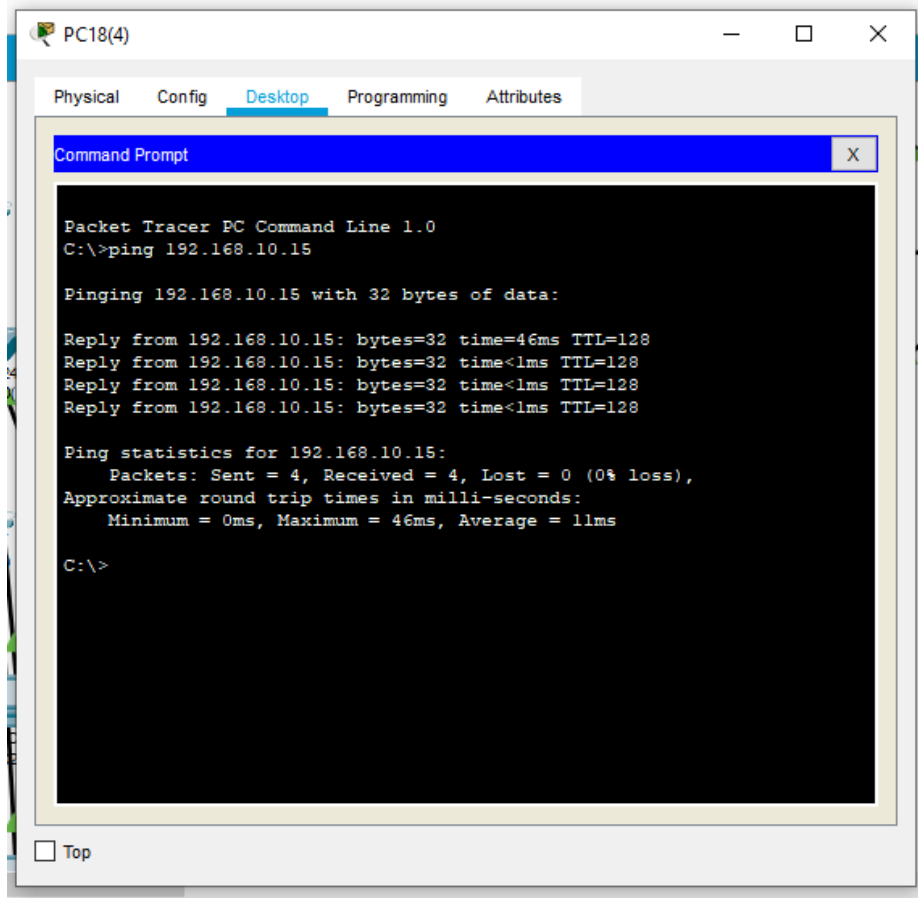 PC18(4)
Physical Config Desktop Programming Attributes
Command Prompt
X
Packet Tracer PC Command Line 1.0
C:\>ping 192.168.10.15
Pinging 192.168.10.15 with 32 bytes of data:
Reply from 192.168.10.15: bytes=32 time=46ms TTL=128
Reply from 192.168.10.15: bytes=32 time<1ms TTL=128
Reply from 192.168.10.15: bytes=32 time<1ms TTL=128
Reply from 192.168.10.15: bytes=32 time<1ms TTL=128
Ping statistics for 192.168.10.15:
Packets: Sent = 4, Received = 4, Lost = 0 (0% loss),
Approximate round trip times in milli-seconds:
Minimum = 0ms, Maximum = 46ms, Average = 11ms
C:\>
Top